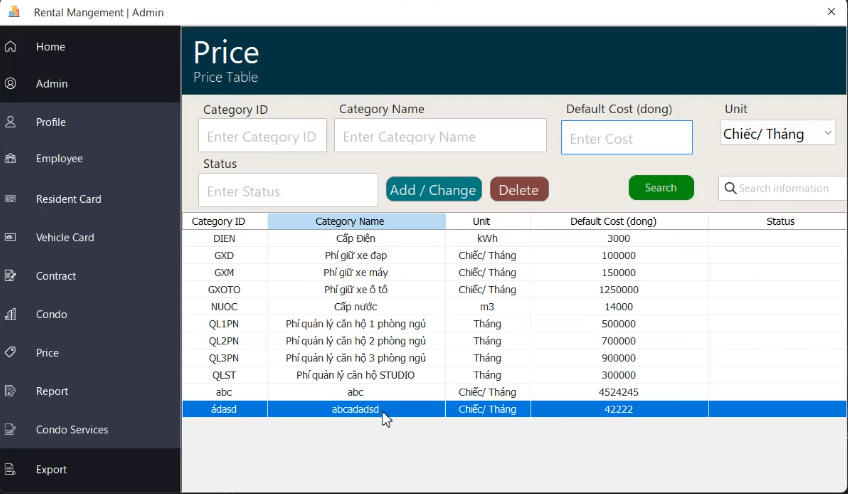 Rental Mangement | Admin
Home
Admin
Profile
Employee
Resident Card
Vehicle Card
Contract
Condo
Price
Report
Condo Services
Export
Price
Price Table
Category ID Category Name Default Cost (dong) Unit
Enter Category ID Enter Category Name Enter Cost Chiếc/ Tháng
Status
Enter Status Add / Change Delete Search Search information
Category ID Category Name Unit Default Cost (dong) Status
DIEN Cấp Điện kWh 3000
GXD Phí giữ xe đạp Chiếc/ Tháng 100000
GXM Phí giữ xe máy Chiếc/ Tháng 150000
GXOTO Phí giữ xe ô tô Chiếc/ Tháng 1250000
NUOC Cấp nước m3 14000
QL1PN Phí quản lý căn hộ 1 phòng ngủ Tháng 500000
QL2PN Phí quản lý căn hộ 2 phòng ngủ Tháng 700000
QL3PN Phí quản lý căn hộ 3 phòng ngủ Tháng 900000
QLST Phí quản lý căn hộ STUDIO Tháng 300000
abc abc Chiếc/ Tháng 4524245
ádasd abcadadsd Chiếc/ Tháng 42222